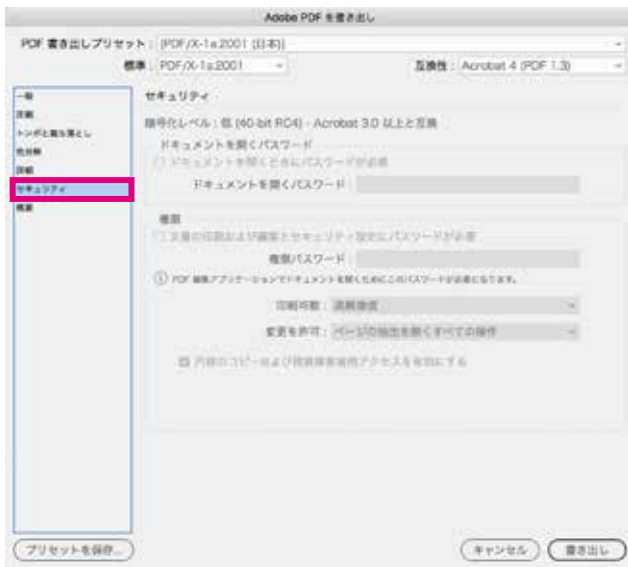 Adobe PDF を書き出し
PDF 書き出しプリセット: [PDF/X-1a:2001 (日本)]
標準: PDF/X-1a:2001
互換性: Acrobat 4 (PDF 1.3)
一般
圧縮
トンボと裁ち落とし
色分解
詳細
セキュリティ
概要
セキュリティ
暗号化レベル: 低 (40-bit RC4) - Acrobat 3.0 以上と互換
ドキュメントを開くパスワード
ドキュメントを開くときにパスワードが必要
ドキュメントを開くパスワード:
権限
文書の印刷および編集とセキュリティ設定にパスワードが必要
権限パスワード:
PDF 編集アプリケーションでドキュメントを開くためにこのパスワードが必要になります。
印刷可能: 高解像度
変更を許可: ページの抽出を除くすべての操作
内容のコピーおよび視覚障害者用アクセスを有効にする
プリセットを保存...
キャンセル
書き出し